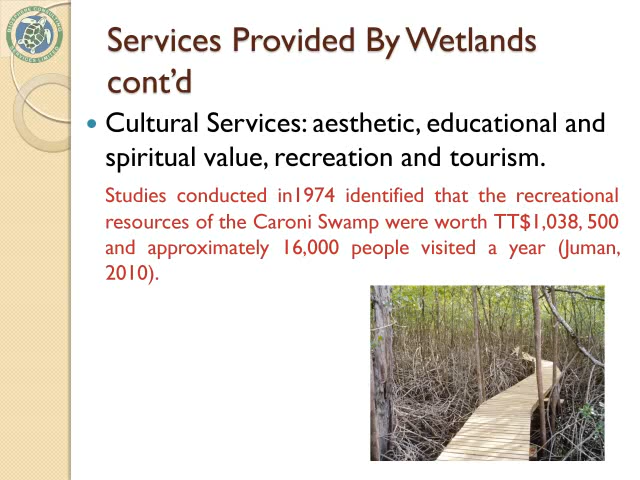 Services Provided By Wetlands
cont’d
Cultural Services: aesthetic, educational and
spiritual value, recreation and tourism.
Studies conducted in1974 identified that the recreational
resources of the Caroni Swamp were worth TT$1,038, 500
and approximately 16,000 people visited a year (Juman,
2010).